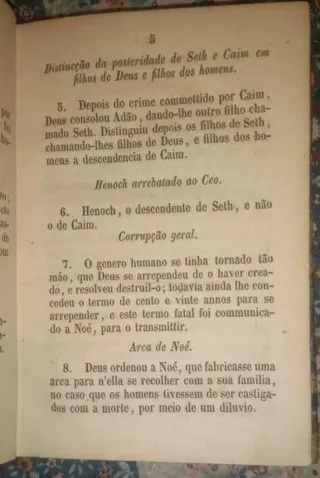 5
Distincção da posteridade de Seth e Caim em
filhos de Deus e filhos dos homens.
5. Depois do crime commettido por Caim,
Deus consolou Adão, dando-lhe outro filho cha-
mado Seth. Distinguiu depois os filhos de Seth,
chamando-lhes filhos de Deus, e filhos dos ho-
mens a descendencia de Caim.
Henoch arrebatado ao Ceo.
6. Henoch, o descendente de Seth, e não
o de Caim.
Corrupção geral.
7. O genero humano se tinha tornado tão
máo, que Deus se arrependeu de o haver crea-
do, e resolveu destruil-o; todavia ainda lhe con-
cedeu o termo de cento e vinte annos para se
arrepender, e este termo fatal foi communica-
do a Noé, para o transmittir.
Arca de Noé.
8. Deus ordenou a Noé, que fabricasse uma
arca para n'ella se recolher com a sua familia,
no caso que os homens tivessem de ser castiga-
dos com a morte, por meio de um diluvio.